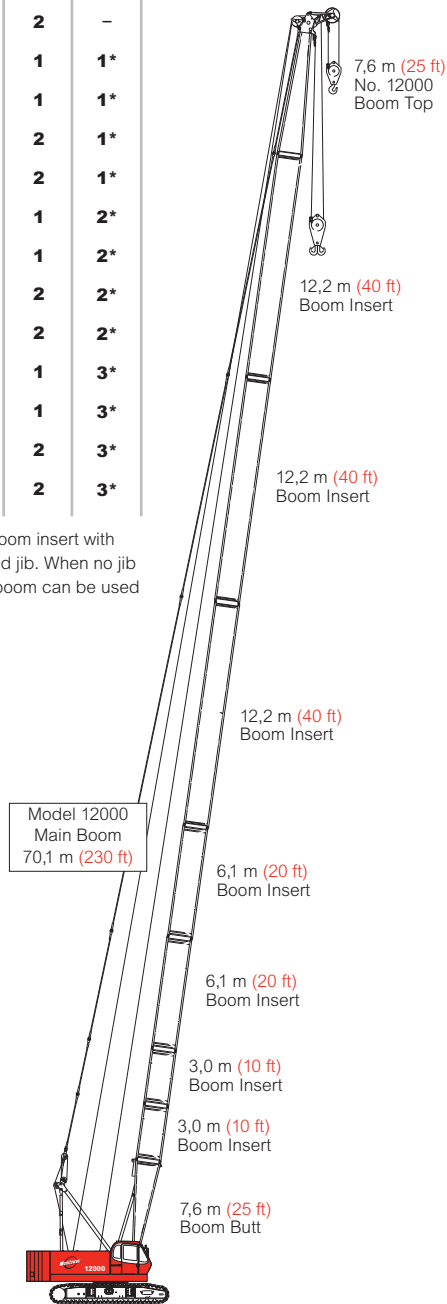 2 –
1 1*
1 1*
2 1*
2 1*
1 2*
1 2*
2 2*
2 2*
1 3*
1 3*
2 3*
2 3*
oom insert with
d jib. When no jib
boom can be used
7,6 m (25 ft)
No. 12000
Boom Top
12,2 m (40 ft)
Boom Insert
12,2 m (40 ft)
Boom Insert
12,2 m (40 ft)
Boom Insert
Model 12000
Main Boom
70,1 m (230 ft)
6,1 m (20 ft)
Boom Insert
6,1 m (20 ft)
Boom Insert
3,0 m (10 ft)
Boom Insert
3,0 m (10 ft)
Boom Insert
7,6 m (25 ft)
Boom Butt
12000